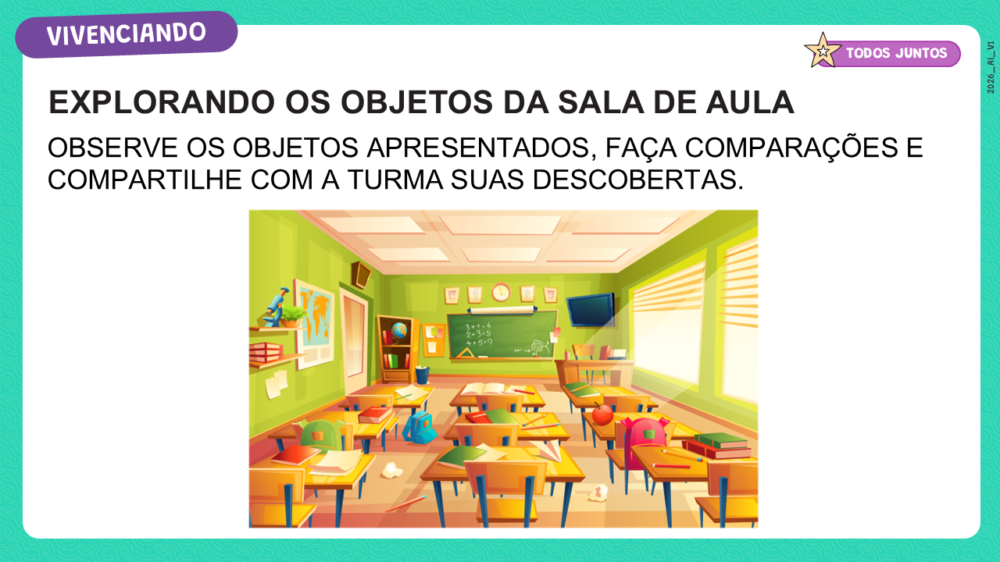 VIVENCIANDO
TODOS JUNTOS
2026_AI_V1
EXPLORANDO OS OBJETOS DA SALA DE AULA
OBSERVE OS OBJETOS APRESENTADOS, FAÇA COMPARAÇÕES E
COMPARTILHE COM A TURMA SUAS DESCOBERTAS.
3+1=4
2+3=5
4+5=9